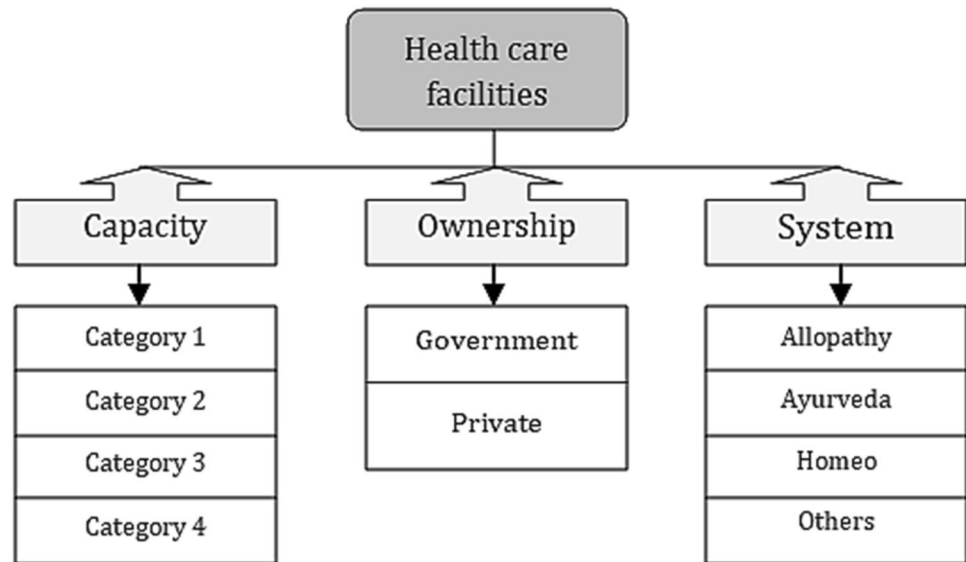 Health care
facilities
Capacity
Category 1
Category 2
Category 3
Category 4
Ownership
Government
Private
System
Allopathy
Ayurveda
Homeo
Others